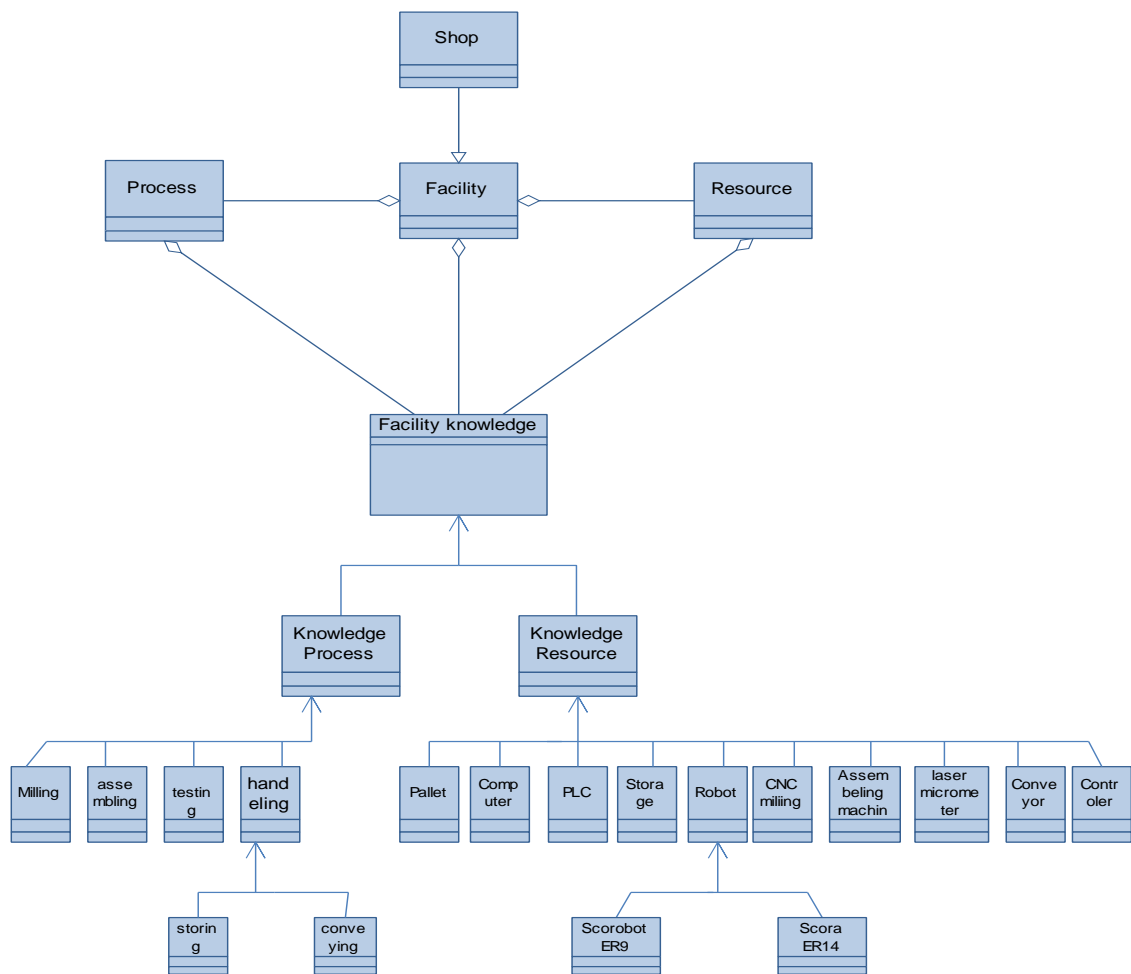 Shop
Process
Facility
Resource
Facility knowledge
Knowledge
Process
Knowledge
Resource
Milling
asse
mbling
testin
g
hand
eling
Pallet
Comp
uter
PLC
Stora
ge
Robot
CNC
miliing
Assem
beling
machin
laser
microme
ter
Conve
yor
Contr
oler
storin
g
conve
ying
Scorobot
ER9
Scora
ER14